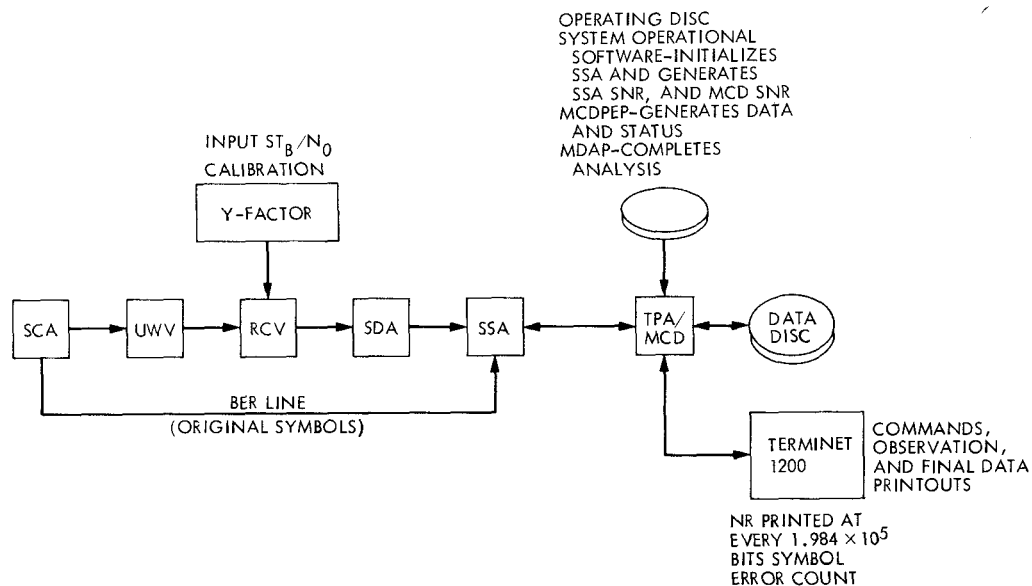 OPERATING DISC
SYSTEM OPERATIONAL
SOFTWARE-INITIALIZES
SSA AND GENERATES
SSA SNR, AND MCD SNR
MCDPEP-GENERATES DATA
AND STATUS
MDAP-COMPLETES
ANALYSIS
INPUT ST_B/N_0
CALIBRATION
Y-FACTOR
SCA
UWV
RCV
SDA
SSA
TPA/
MCD
DATA
DISC
BER LINE
(ORIGINAL SYMBOLS)
TERMINET
1200
COMMANDS,
OBSERVATION,
AND FINAL DATA
PRINTOUTS
NR PRINTED AT
EVERY 1.984 × 10^5
BITS SYMBOL
ERROR COUNT